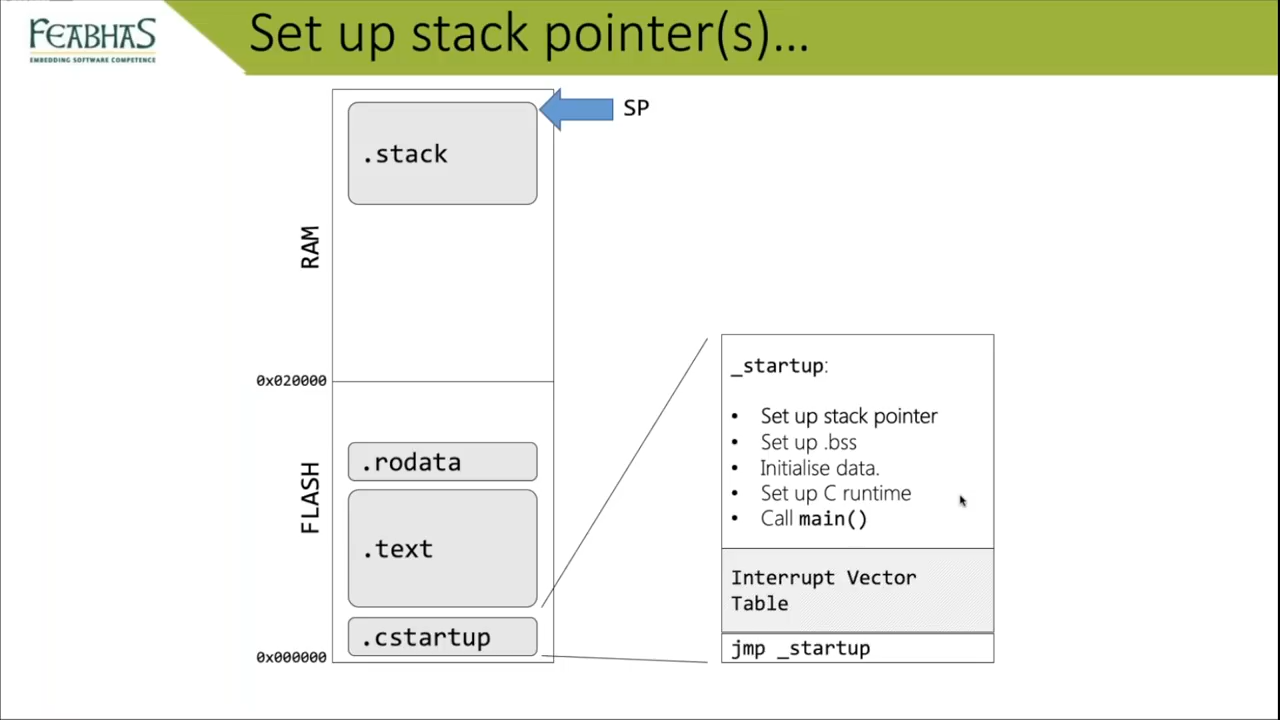 FEABHAS
EMBEDDING SOFTWARE COMPETENCE
Set up stack pointer(s)...
SP
.stack
RAM
0x020000
FLASH
.rodata
.text
.cstartup
0x000000
_startup:
• Set up stack pointer
• Set up .bss
• Initialise data.
• Set up C runtime
• Call main()
Interrupt Vector
Table
jmp _startup